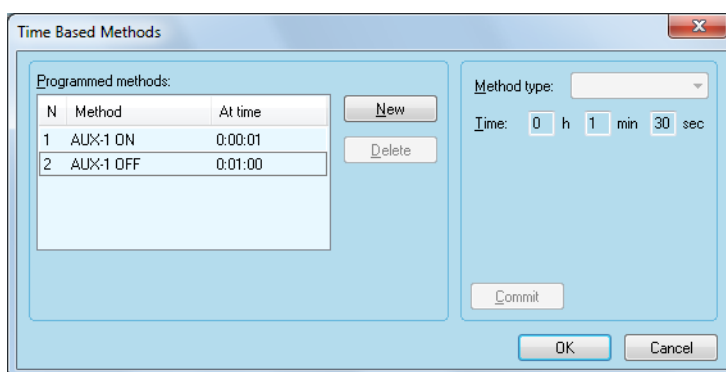 Time Based Methods
Programmed methods:
N Method At time
1 AUX-1 ON 0:00:01
2 AUX-1 OFF 0:01:00
New
Delete
Method type:
Time: 0 h 1 min 30 sec
Commit
OK Cancel